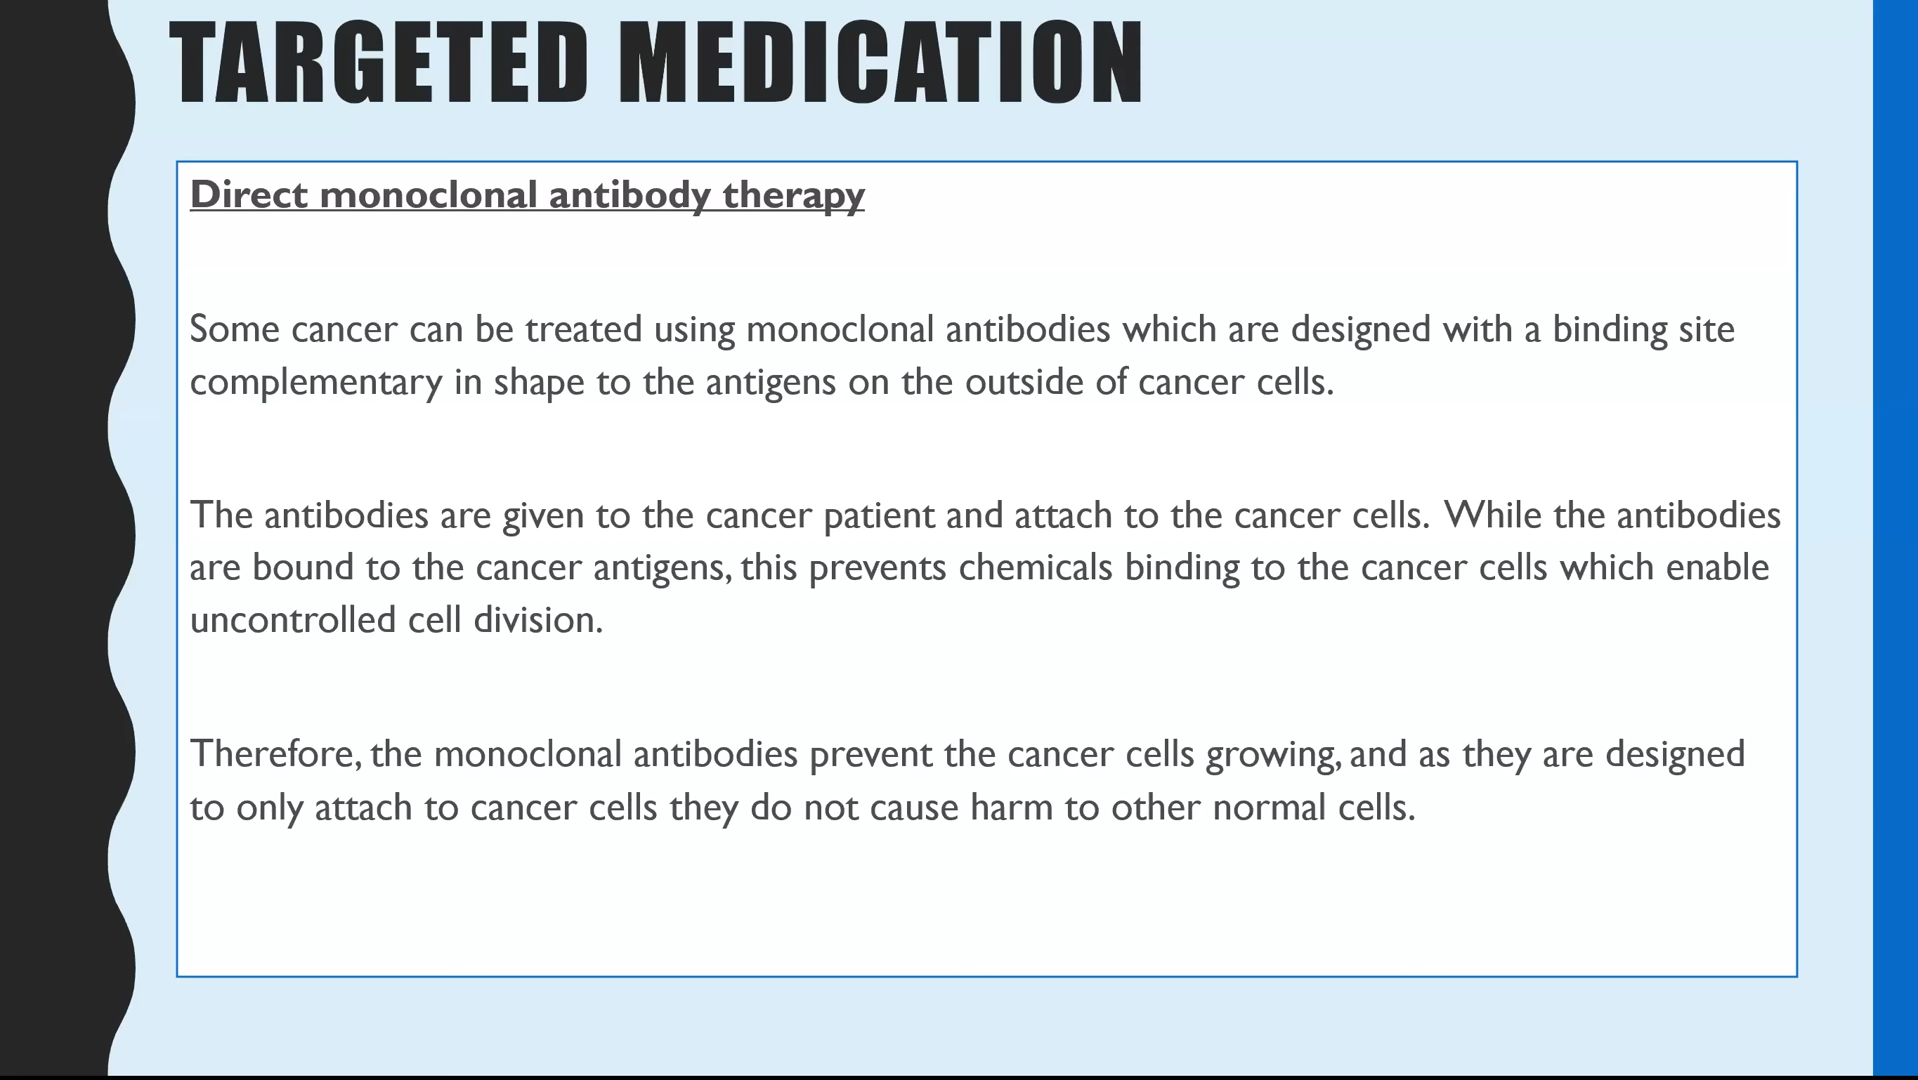 TARGETED MEDICATION
Direct monoclonal antibody therapy
Some cancer can be treated using monoclonal antibodies which are designed with a binding site
complementary in shape to the antigens on the outside of cancer cells.
The antibodies are given to the cancer patient and attach to the cancer cells. While the antibodies
are bound to the cancer antigens, this prevents chemicals binding to the cancer cells which enable
uncontrolled cell division.
Therefore, the monoclonal antibodies prevent the cancer cells growing, and as they are designed
to only attach to cancer cells they do not cause harm to other normal cells.